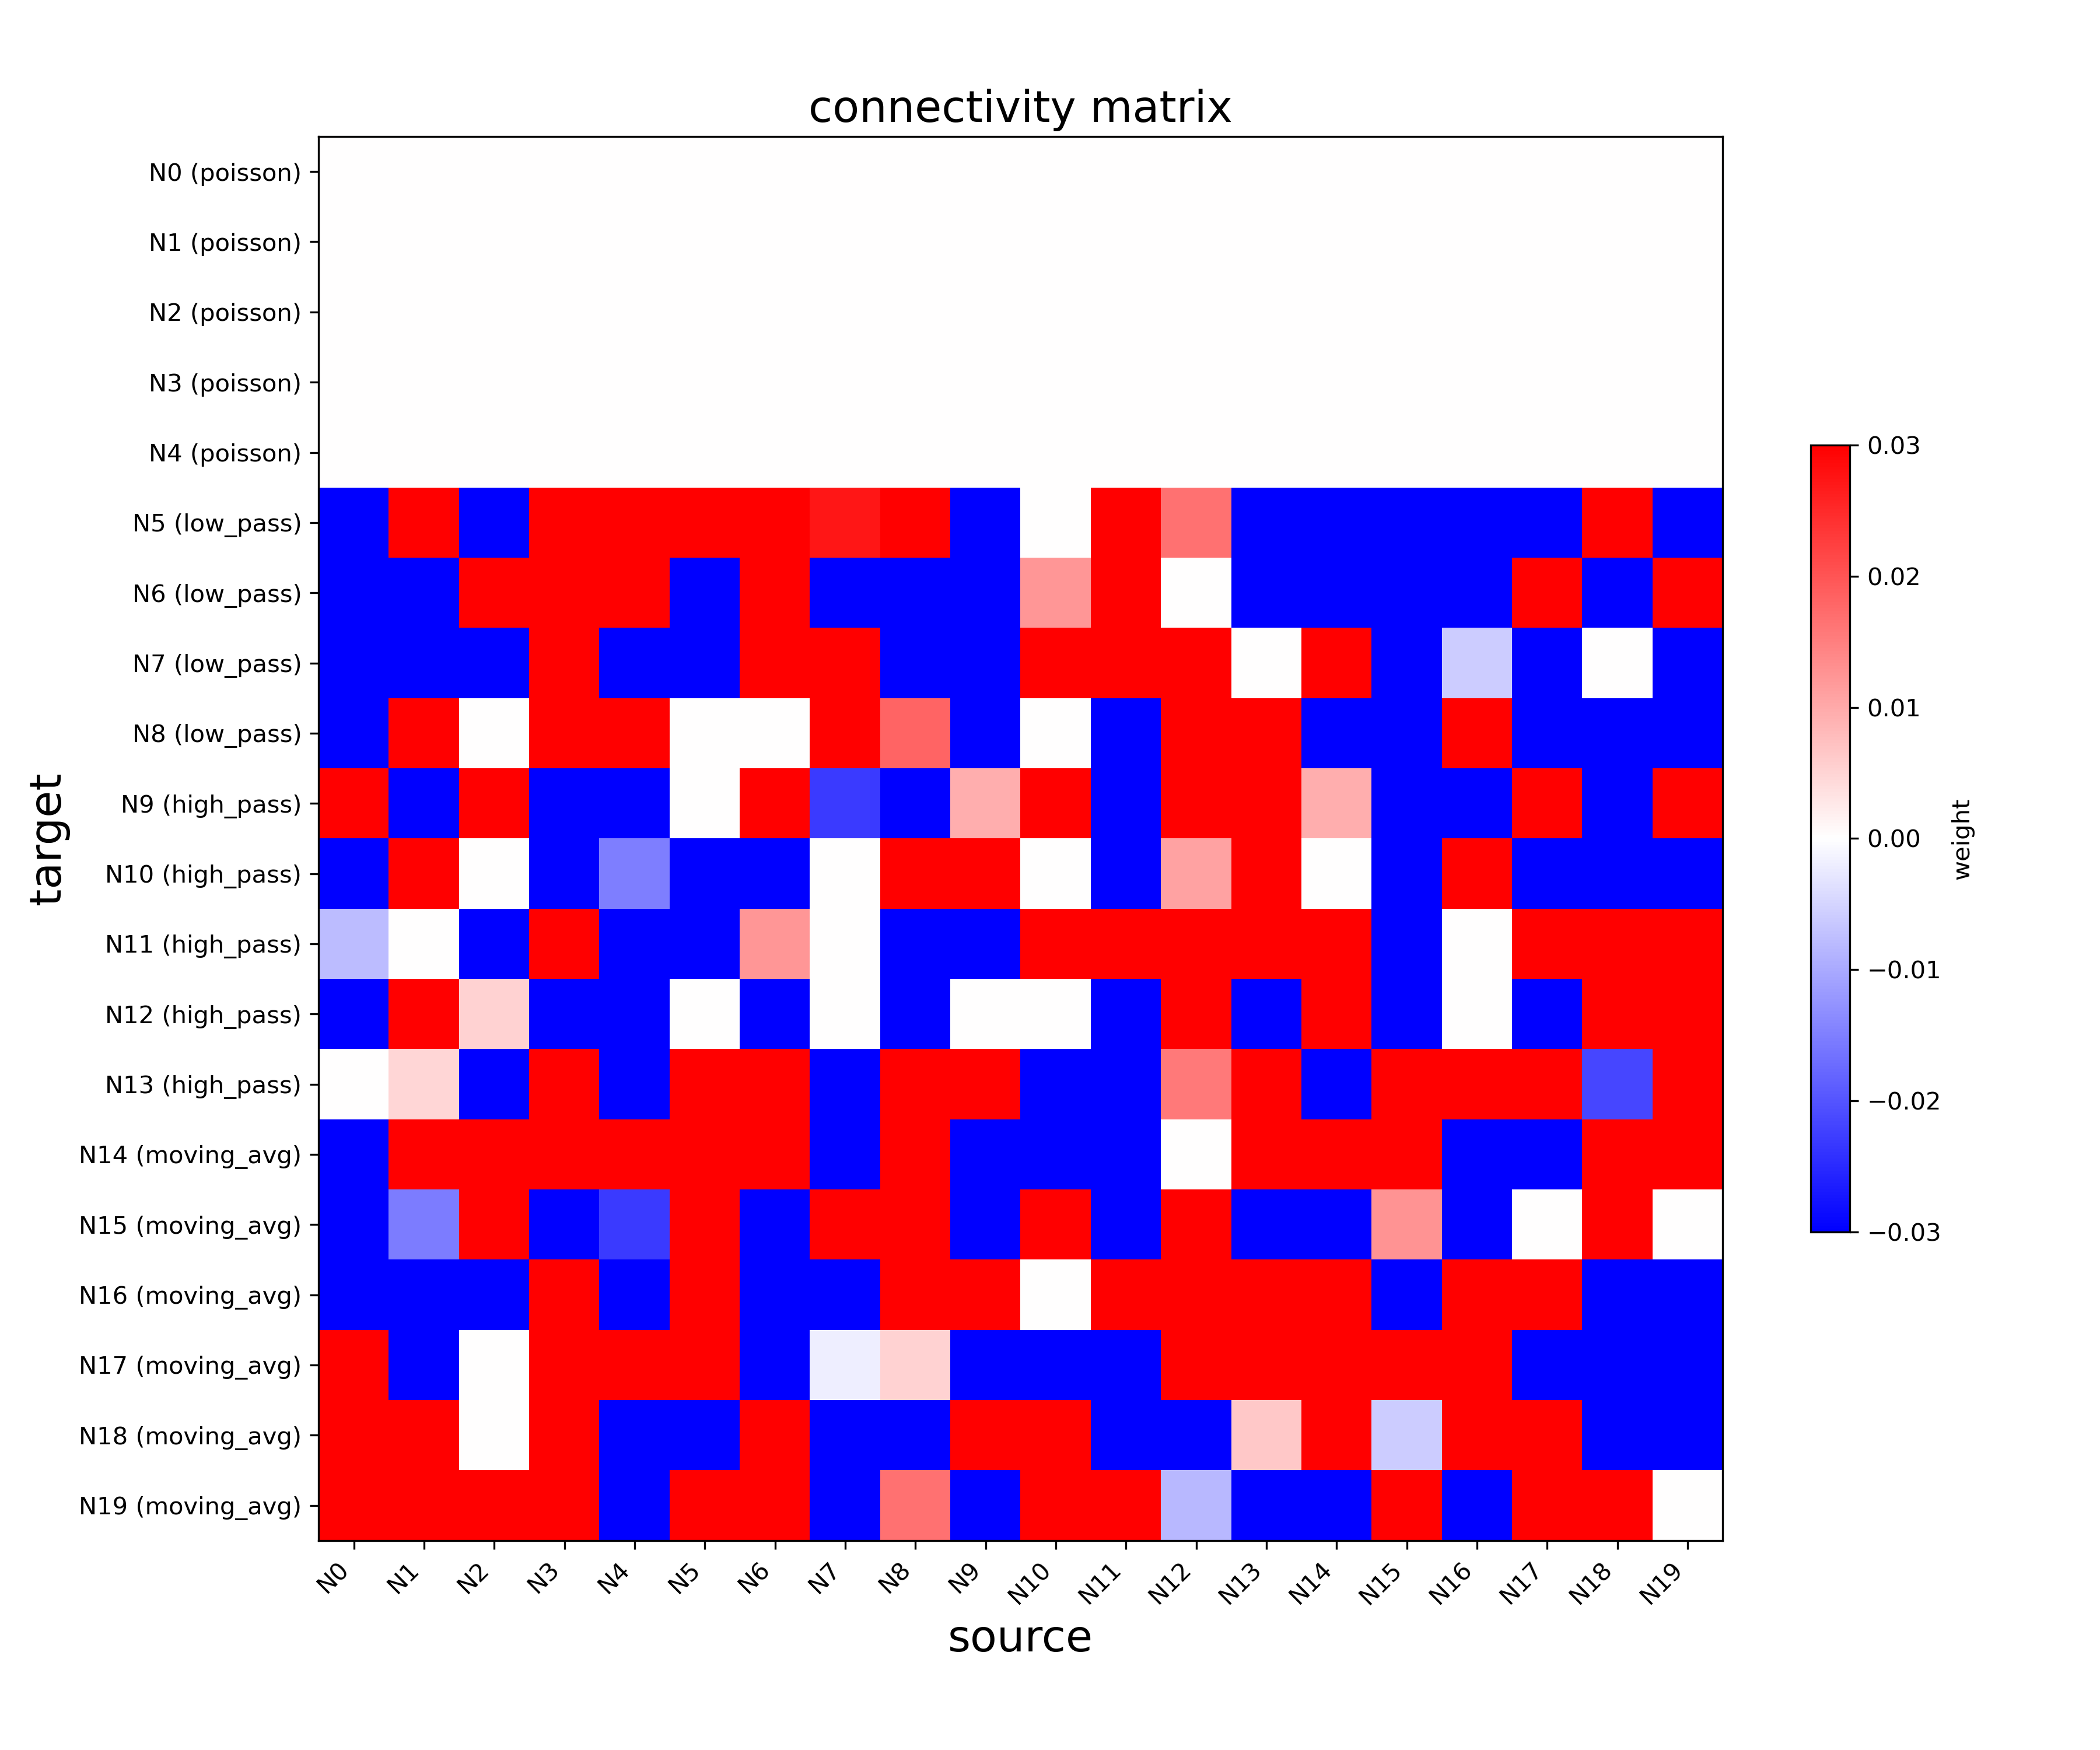 connectivity matrix
N0 (poisson)
N1 (poisson)
N2 (poisson)
N3 (poisson)
N4 (poisson)
N5 (low_pass)
N6 (low_pass)
N7 (low_pass)
N8 (low_pass)
N9 (high_pass)
N10 (high_pass)
N11 (high_pass)
N12 (high_pass)
N13 (high_pass)
N14 (moving_avg)
N15 (moving_avg)
N16 (moving_avg)
N17 (moving_avg)
N18 (moving_avg)
N19 (moving_avg)
target
N0 N1 N2 N3 N4 N5 N6 N7 N8 N9 N10 N11 N12 N13 N14 N15 N16 N17 N18 N19
source
0.03
0.02
0.01
0.00
−0.01
−0.02
−0.03
weight